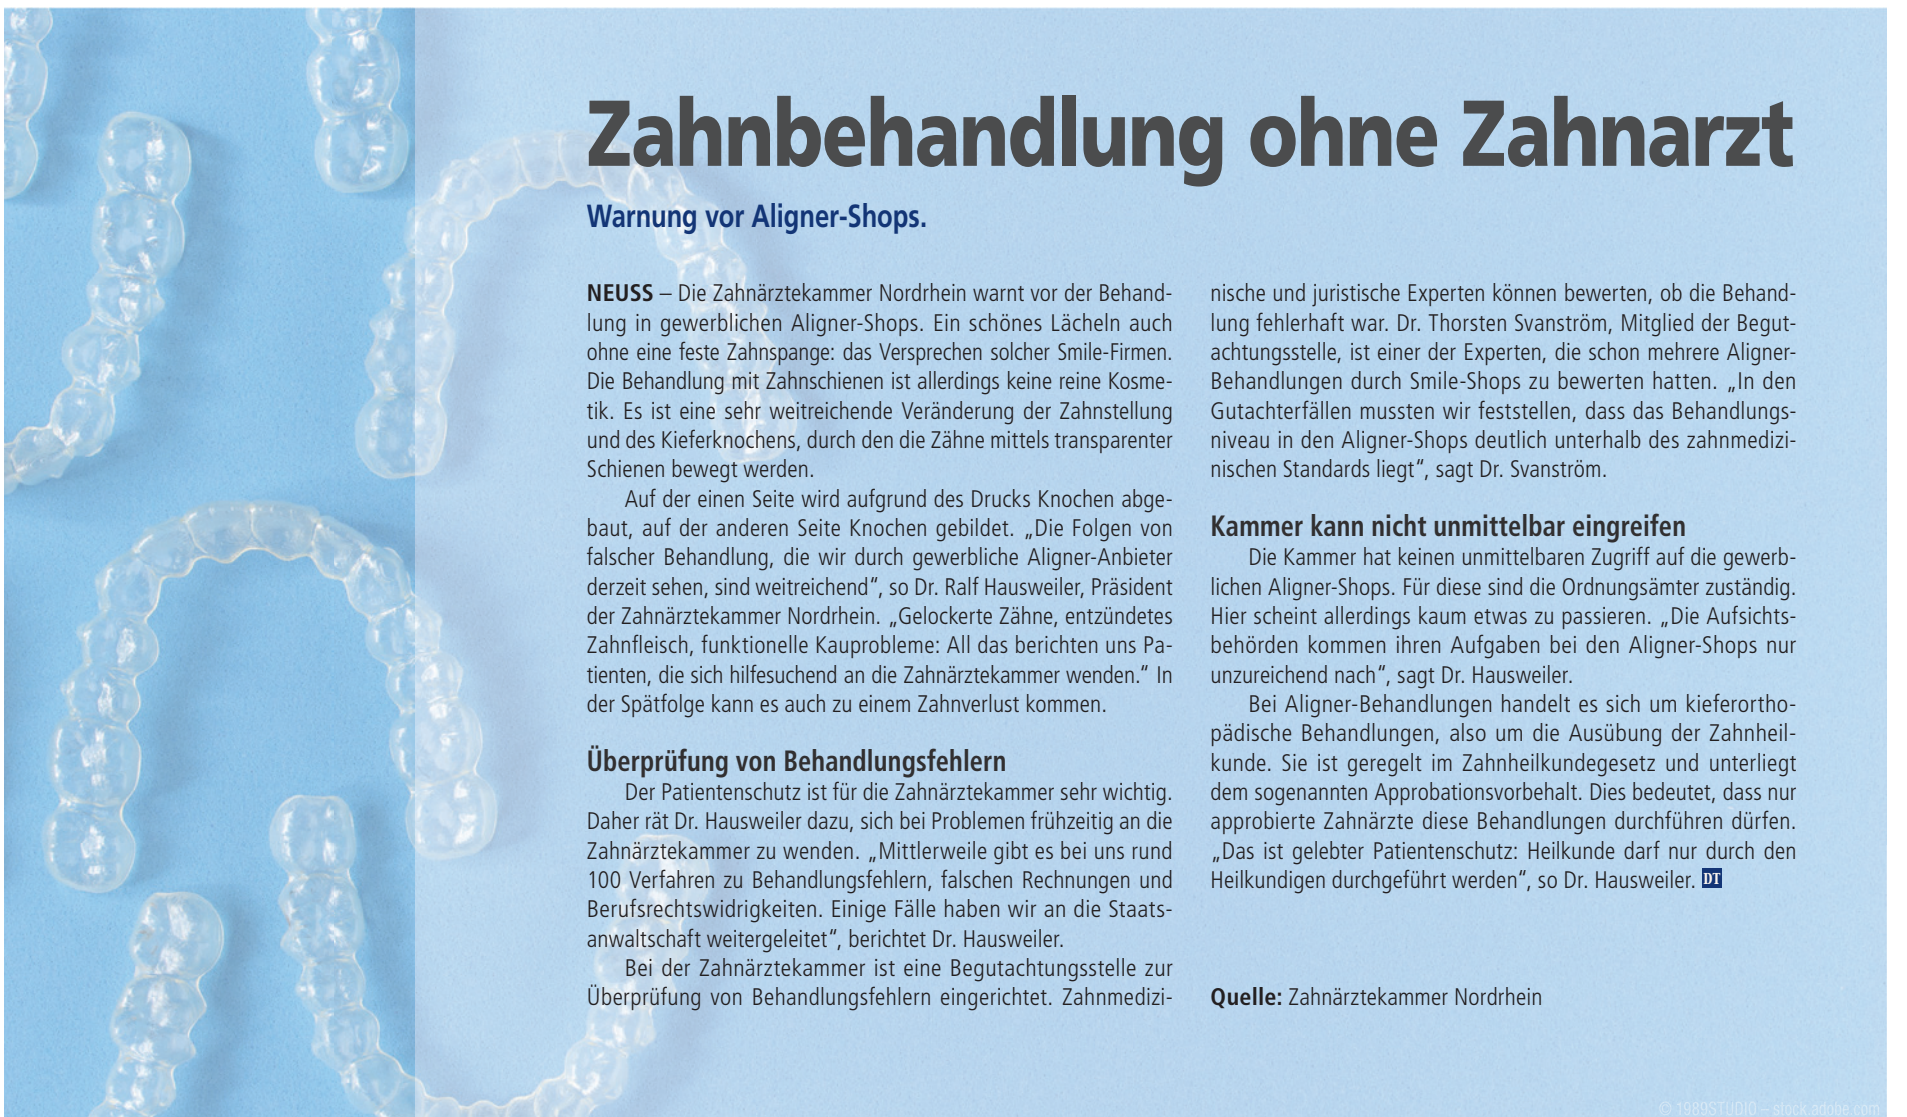 Zahnbehandlung ohne Zahnarzt
Warnung vor Aligner-Shops.
NEUSS – Die Zahnärztekammer Nordrhein warnt vor der Behand-
lung in gewerblichen Aligner-Shops. Ein schönes Lächeln auch
ohne eine feste Zahnspange: das Versprechen solcher Smile-Firmen.
Die Behandlung mit Zahnschienen ist allerdings keine reine Kosme-
tik. Es ist eine sehr weitreichende Veränderung der Zahnstellung
und des Kieferknochens, durch den die Zähne mittels transparenter
Schienen bewegt werden.
Auf der einen Seite wird aufgrund des Drucks Knochen abge-
baut, auf der anderen Seite Knochen gebildet. „Die Folgen von
falscher Behandlung, die wir durch gewerbliche Aligner-Anbieter
derzeit sehen, sind weitreichend“, so Dr. Ralf Hausweiler, Präsident
der Zahnärztekammer Nordrhein. „Gelockerte Zähne, entzündetes
Zahnfleisch, funktionelle Kauprobleme: All das berichten uns Pa-
tienten, die sich hilfesuchend an die Zahnärztekammer wenden.“ In
der Spätfolge kann es auch zu einem Zahnverlust kommen.
Überprüfung von Behandlungsfehlern
Der Patientenschutz ist für die Zahnärztekammer sehr wichtig.
Daher rät Dr. Hausweiler dazu, sich bei Problemen frühzeitig an die
Zahnärztekammer zu wenden. „Mittlerweile gibt es bei uns rund
100 Verfahren zu Behandlungsfehlern, falschen Rechnungen und
Berufsrechtswidrigkeiten. Einige Fälle haben wir an die Staats-
anwaltschaft weitergeleitet“, berichtet Dr. Hausweiler.
Bei der Zahnärztekammer ist eine Begutachtungsstelle zur
Überprüfung von Behandlungsfehlern eingerichtet. Zahnmedizi-
nische und juristische Experten können bewerten, ob die Behand-
lung fehlerhaft war. Dr. Thorsten Svanström, Mitglied der Begut-
achtungsstelle, ist einer der Experten, die schon mehrere Aligner-
Behandlungen durch Smile-Shops zu bewerten hatten. „In den
Gutachterfällen mussten wir feststellen, dass das Behandlungs-
niveau in den Aligner-Shops deutlich unterhalb des zahnmedizi-
nischen Standards liegt“, sagt Dr. Svanström.
Kammer kann nicht unmittelbar eingreifen
Die Kammer hat keinen unmittelbaren Zugriff auf die gewerb-
lichen Aligner-Shops. Für diese sind die Ordnungsämter zuständig.
Hier scheint allerdings kaum etwas zu passieren. „Die Aufsichts-
behörden kommen ihren Aufgaben bei den Aligner-Shops nur
unzureichend nach“, sagt Dr. Hausweiler.
Bei Aligner-Behandlungen handelt es sich um kieferortho-
pädische Behandlungen, also um die Ausübung der Zahnheil-
kunde. Sie ist geregelt im Zahnheilkundegesetz und unterliegt
dem sogenannten Approbationsvorbehalt. Dies bedeutet, dass nur
approbierte Zahnärzte diese Behandlungen durchführen dürfen.
„Das ist gelebter Patientenschutz: Heilkunde darf nur durch den
Heilkundigen durchgeführt werden“, so Dr. Hausweiler. DT
Quelle: Zahnärztekammer Nordrhein
© 1989STUDIO – stock.adobe.com